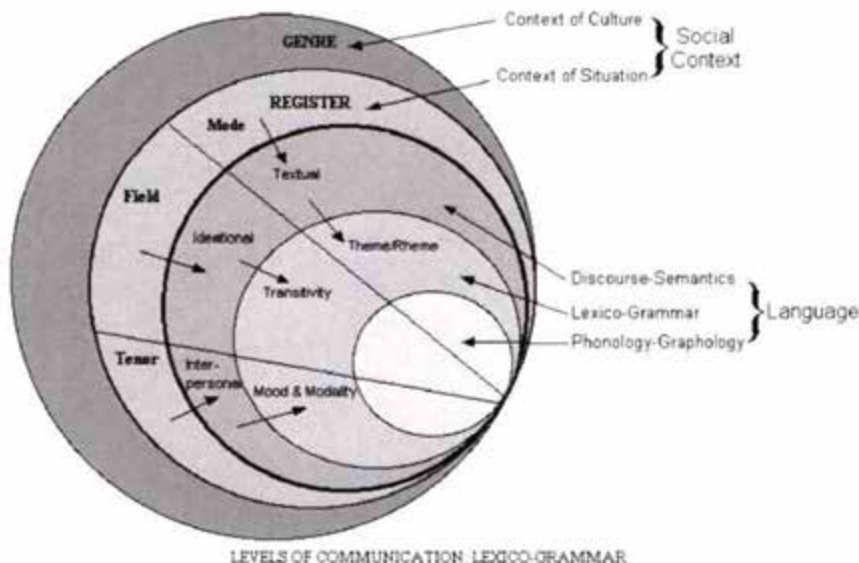 Context of Culture
GENRE
Social
Context
Context of Situation
REGISTER
Mode
Textual
Field
Ideational
Theme/Rheme
Transitivity
Discourse-Semantics
Lexico-Grammar
Language
Phonology-Graphology
Tenor
Inter-
personal
Mood & Modality
LEVELS OF COMMUNICATION: LEXICO-GRAMMAR